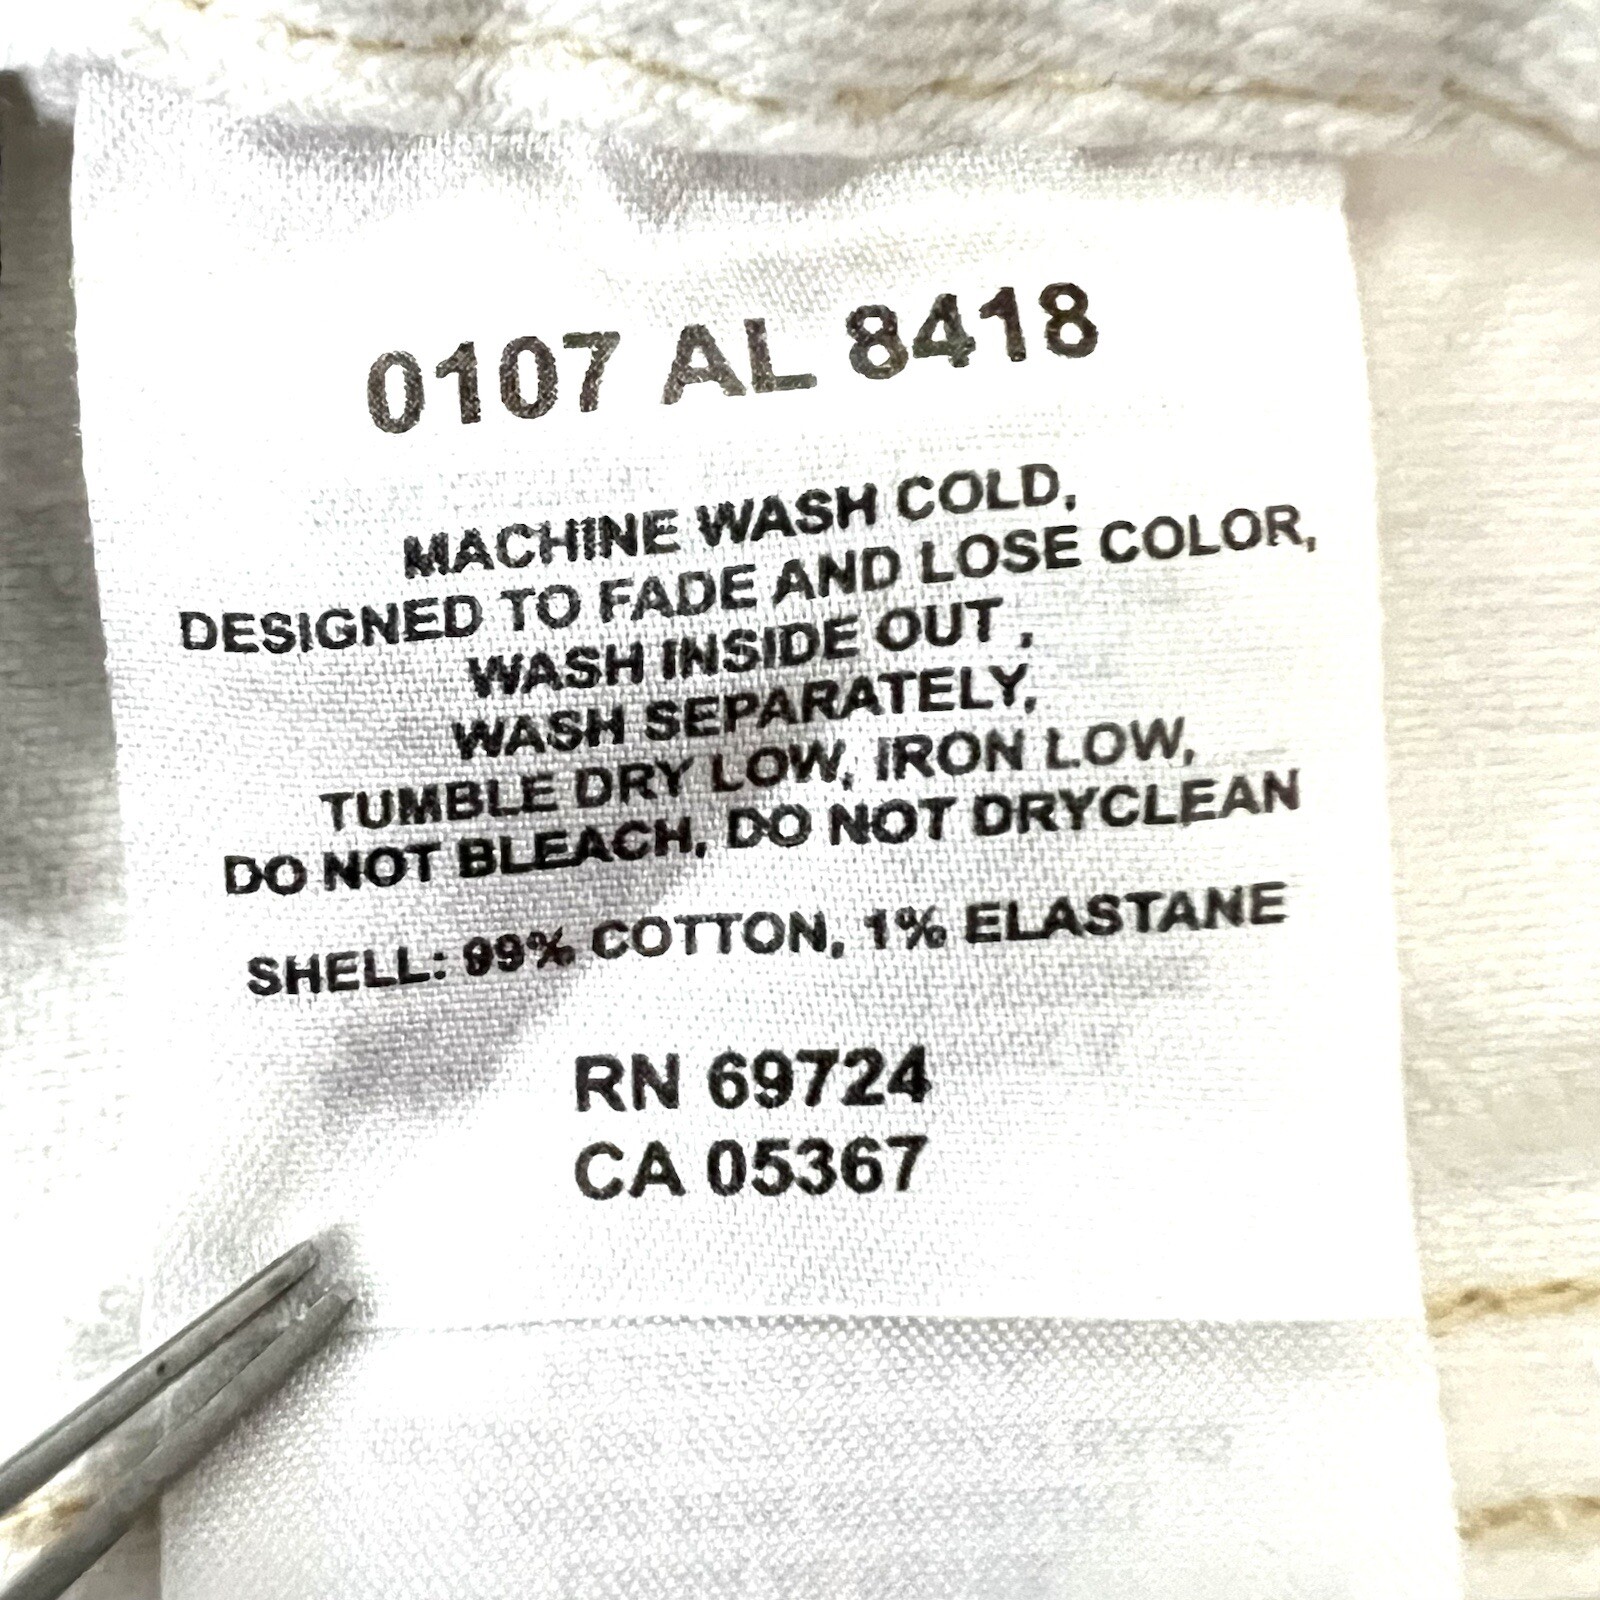 0107 AL 8418
MACHINE WASH COLD,
DESIGNED TO FADE AND LOSE COLOR,
WASH INSIDE OUT ,
WASH SEPARATELY,
TUMBLE DRY LOW, IRON LOW,
DO NOT BLEACH, DO NOT DRYCLEAN
SHELL: 99% COTTON, 1% ELASTANE
RN 69724
CA 05367